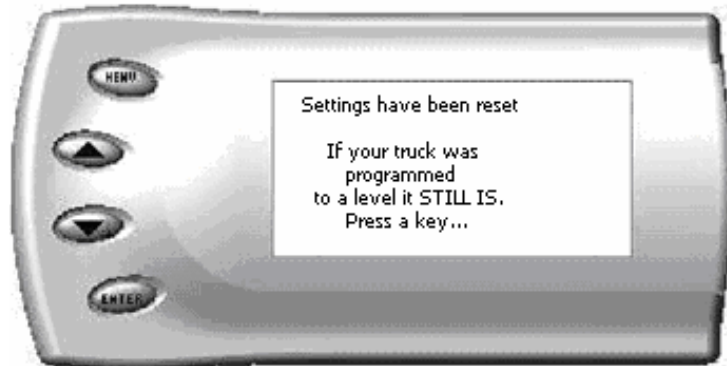 MENU
Settings have been reset
If your truck was
programmed
to a level it STILL IS.
Press a key...
ENTER